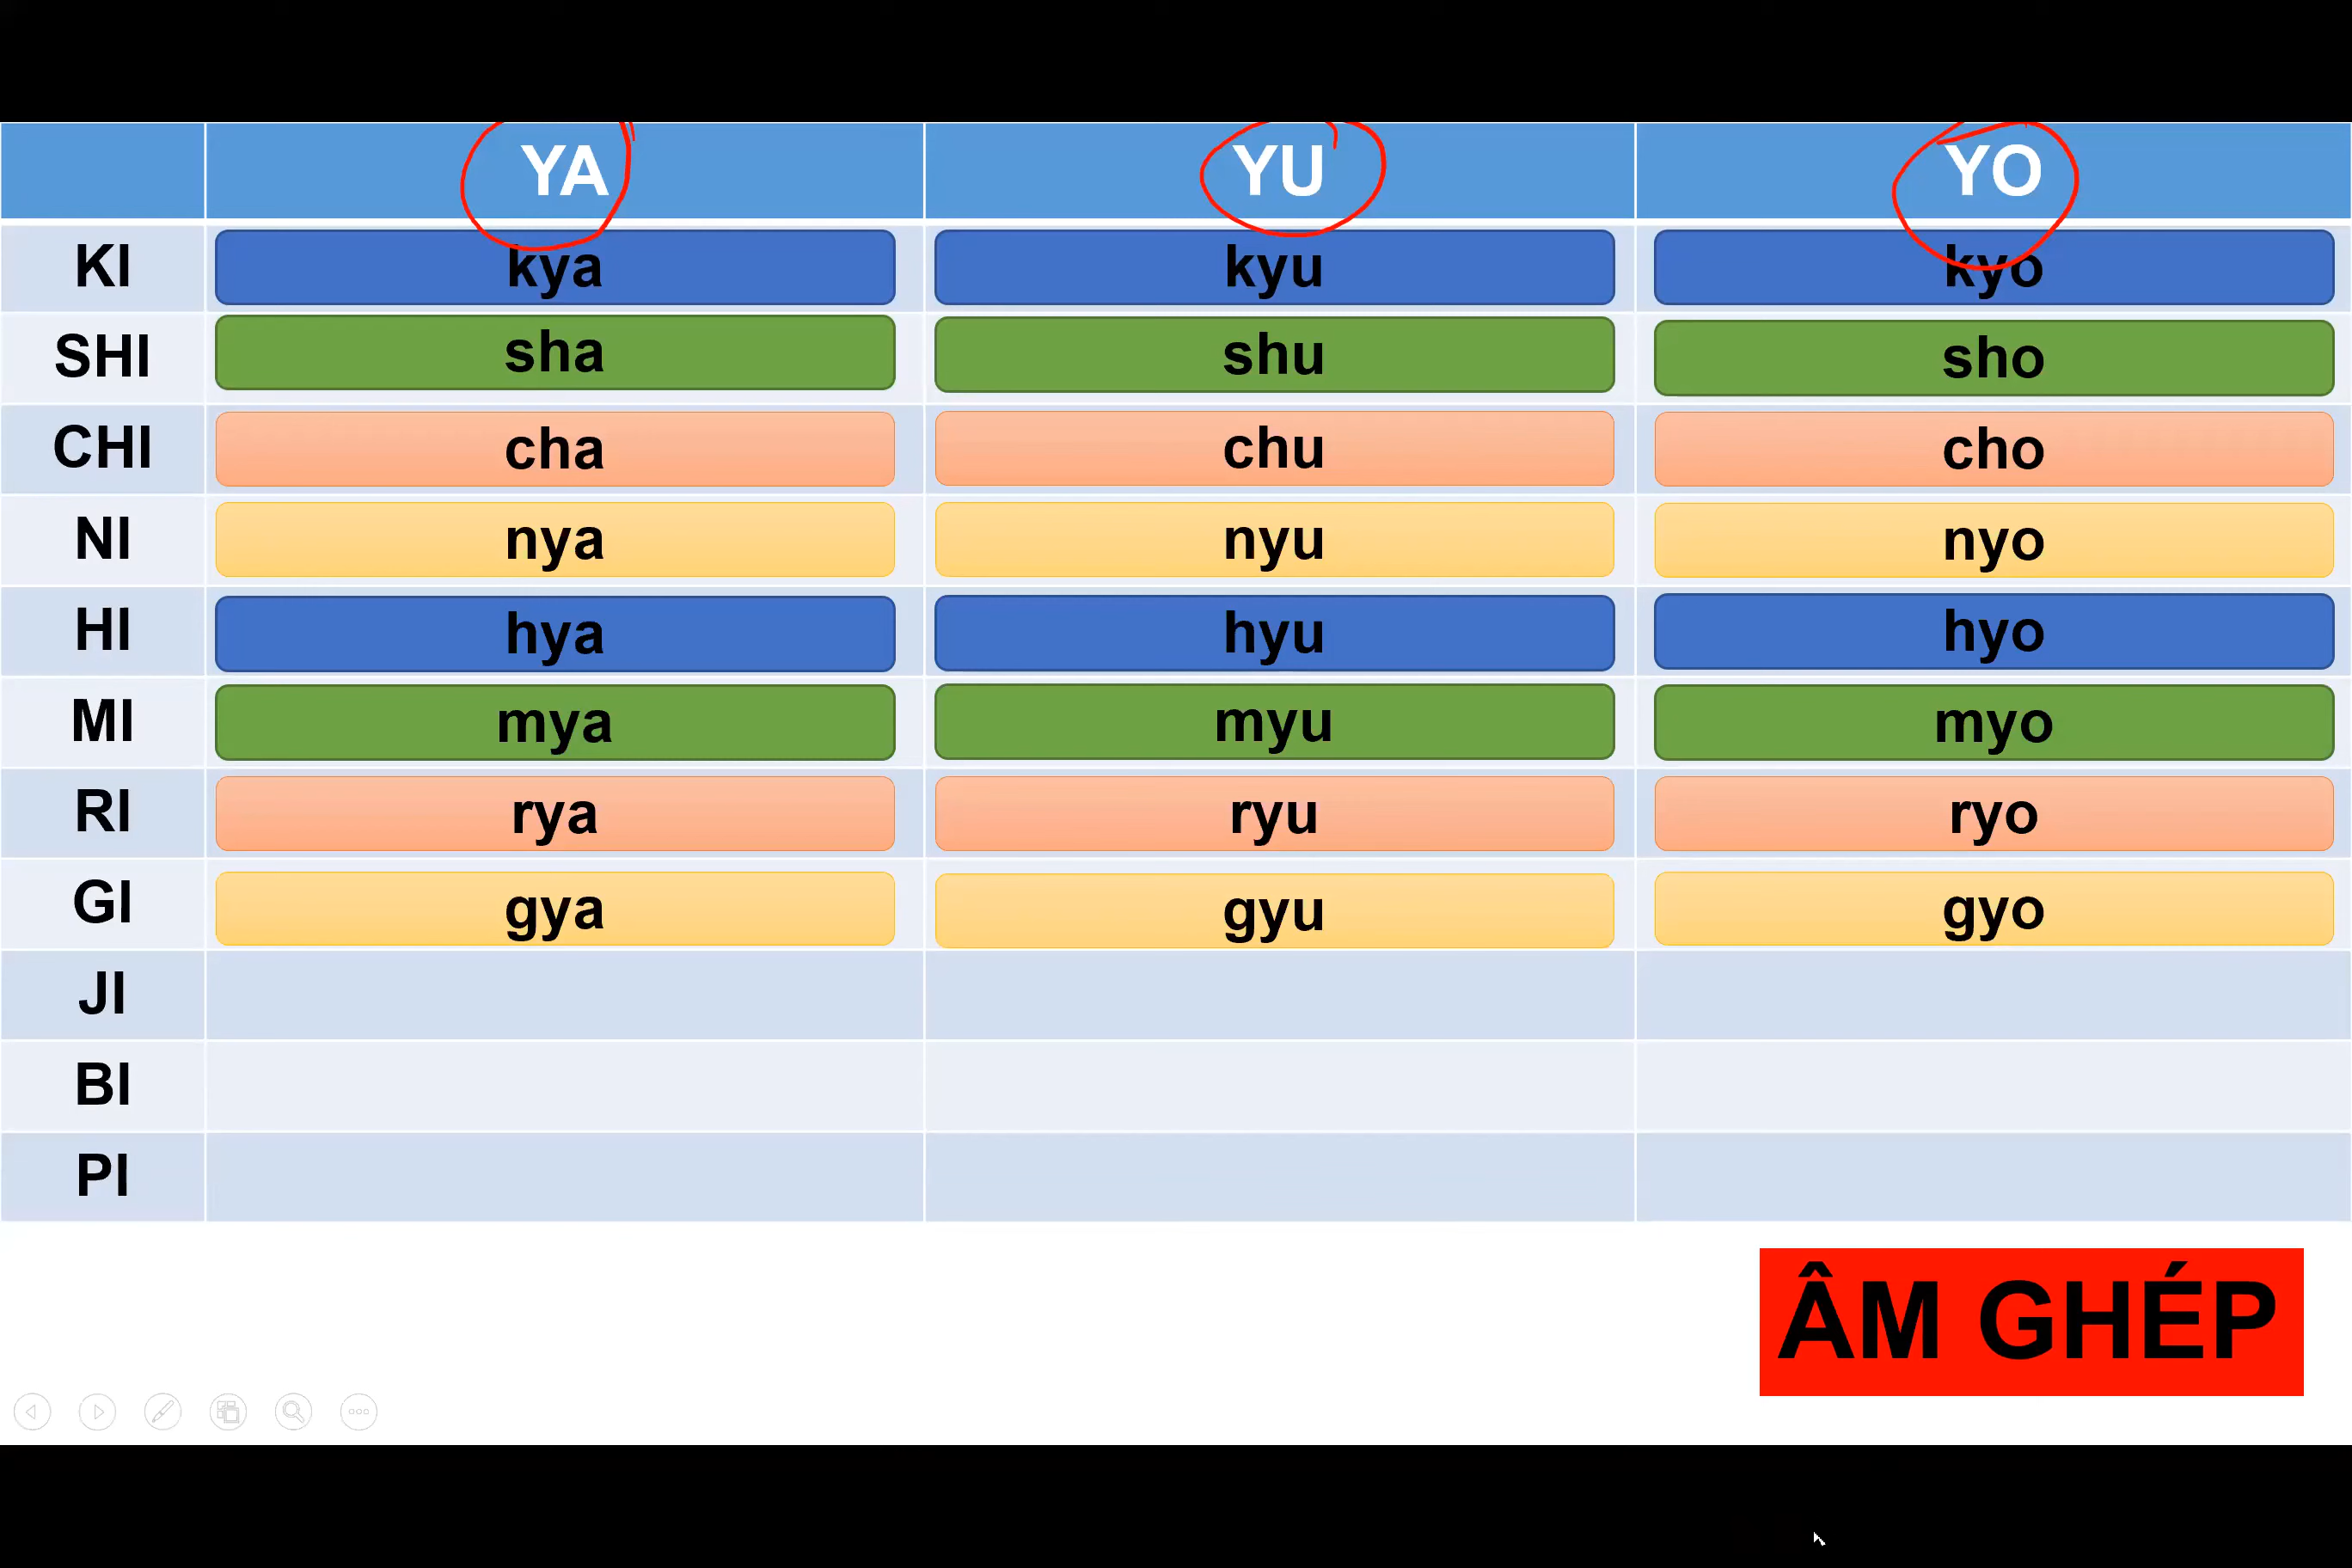 YA YU YO
KI kya kyu kyo
SHI sha shu sho
CHI cha chu cho
NI nya nyu nyo
HI hya hyu hyo
MI mya myu myo
RI rya ryu ryo
GI gya gyu gyo
JI
BI
PI
ÂM GHÉP